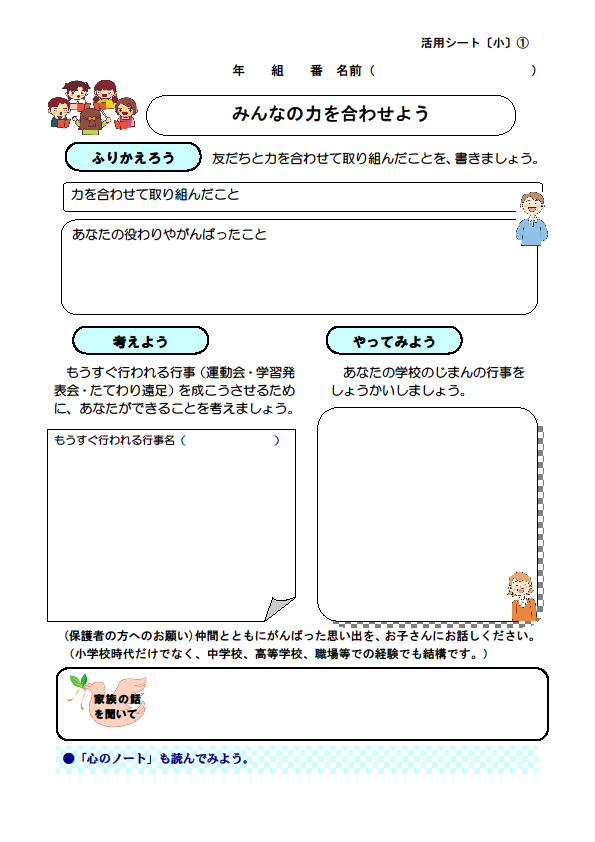 活用シート〔小〕①
年　組　番　名前（　　　　　　　　　　　　）
みんなの力を合わせよう
ふりかえろう　友だちと力を合わせて取り組んだことを、書きましょう。
力を合わせて取り組んだこと
あなたの役わりやがんばったこと
考えよう
もうすぐ行われる行事（運動会・学習発
表会・たてわり遠足）を成こうさせるため
に、あなたができることを考えましょう。
もうすぐ行われる行事名（　　　　　　　　）
やってみよう
あなたの学校のじまんの行事を
しょうかいしましょう。
（保護者の方へのお願い）仲間とともにがんばった思い出を、お子さんにお話しください。
（小学校時代だけでなく、中学校、高等学校、職場等での経験でも結構です。）
家族の話
を聞いて
●「心のノート」も読んでみよう。